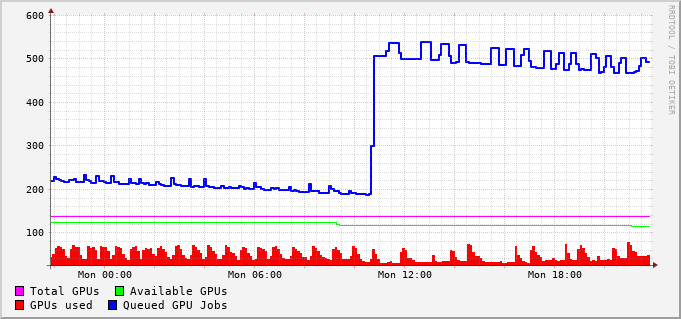 600
500
400
300
200
100
Mon 00:00 Mon 06:00 Mon 12:00 Mon 18:00
Total GPUs Available GPUs
GPUs used Queued GPU Jobs
RRDTOOL / TOBI OETIKER